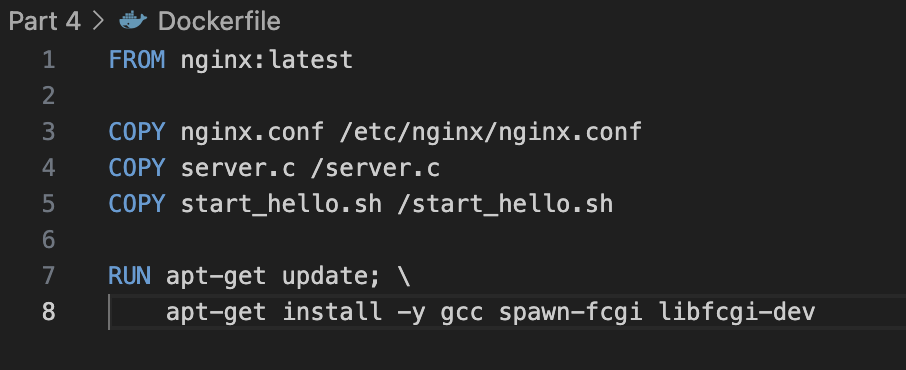 Part 4 > Dockerfile
1 FROM nginx:latest
2
3 COPY nginx.conf /etc/nginx/nginx.conf
4 COPY server.c /server.c
5 COPY start_hello.sh /start_hello.sh
6
7 RUN apt-get update; \
8 apt-get install -y gcc spawn-fcgi libfcgi-dev